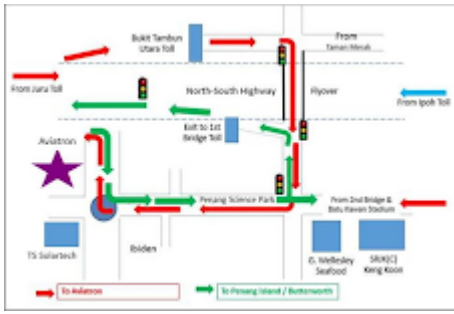 Bukit Tambun
Utara Toll
From
Taman Merak
From Juru Toll
North-South Highway
Flyover
From Ipoh Toll
Exit to 1st
Bridge Toll
Aviatron
Penang Science Park
From 2nd Bridge &
Batu Kawan Stadium
TS Solartech
Ibiden
G. Wellesley
Seafood
SRJK(C)
Keng Koon
To Aviatron
To Penang Island / Butterworth